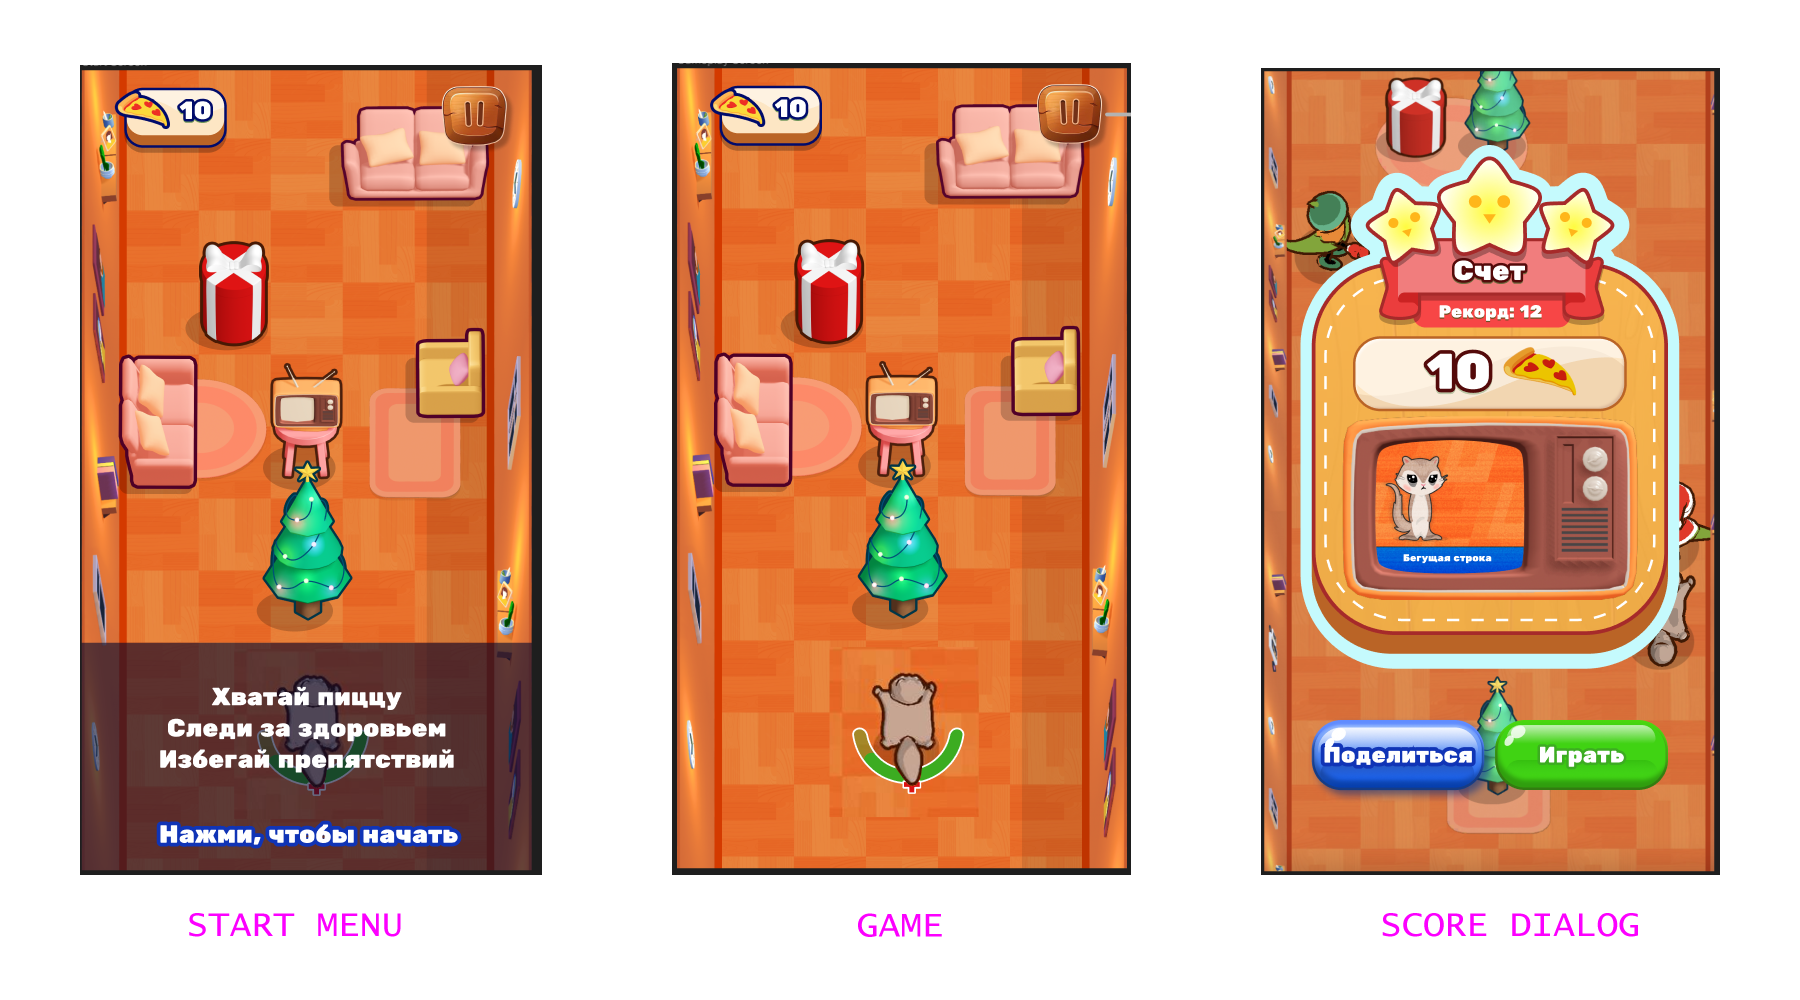 10
Хватай пиццу
Следи за здоровьем
Избегай препятствий
Нажми, чтобы начать
START MENU
10
GAME
Счет
Рекорд: 12
10
Бегущая строка
Поделиться
Играть
SCORE DIALOG